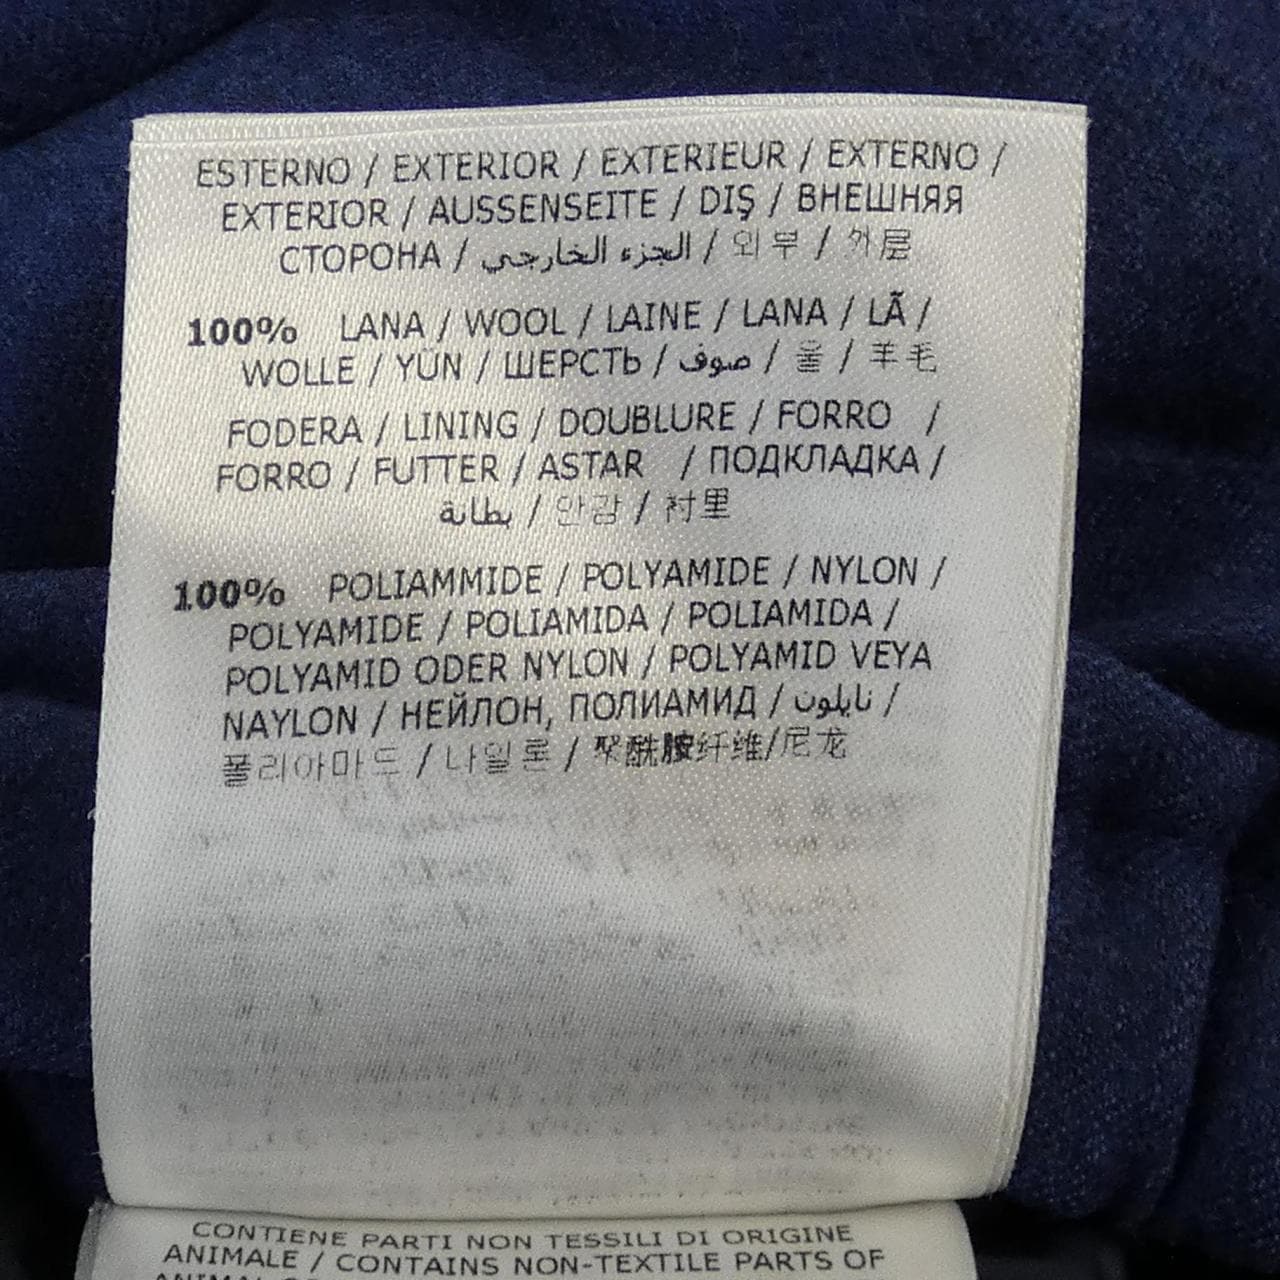 ESTERNO / EXTERIOR / EXTERIEUR / EXTERNO /
EXTERIOR / AUSSENSEITE / DIŞ / ВНЕШНЯЯ
СТОРОНА / الجزء الخارجي / 외부 / 外层
100% LANA / WOOL / LAINE / LANA / LÃ /
WOLLE / YÜN / ШЕРСТЬ / صوف / 울 / 羊毛
FODERA / LINING / DOUBLURE / FORRO /
FORRO / FUTTER / ASTAR / ПОДКЛАДКА /
بطانة / 안감 / 衬里
100% POLIAMMIDE / POLYAMIDE / NYLON /
POLYAMIDE / POLIAMIDA / POLIAMIDA /
POLYAMID ODER NYLON / POLYAMID VEYA
NAYLON / НЕЙЛОН, ПОЛИАМИД / نايلون /
폴리아마드 / 나일론 / 聚酰胺纤维/尼龙
CONTIENE PARTI NON TESSILI DI ORIGINE
ANIMALE / CONTAINS NON-TEXTILE PARTS OF